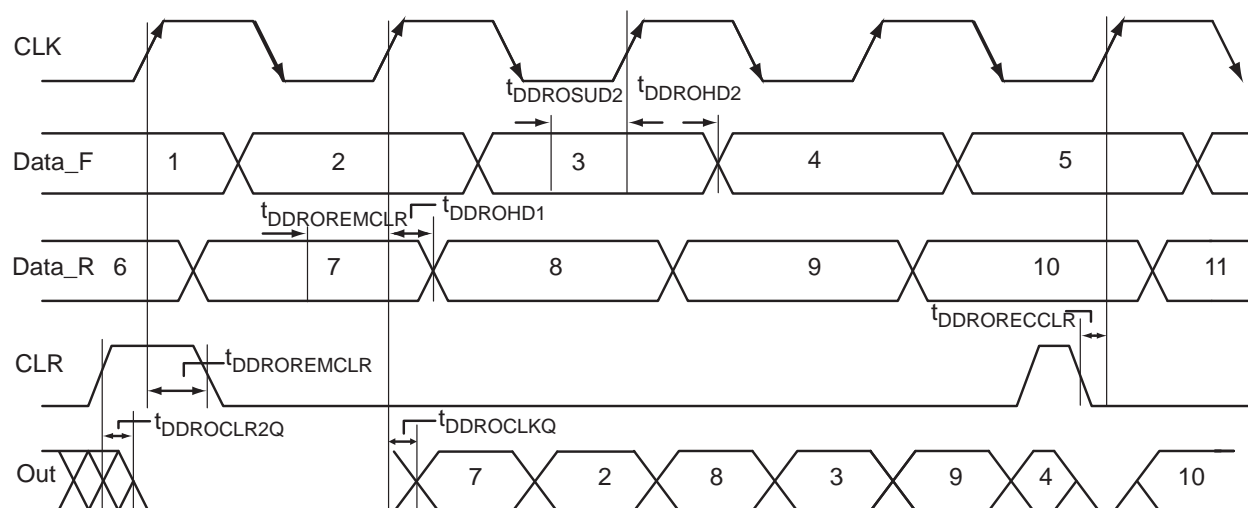 CLK
tDDROSUD2 tDDROHD2
Data_F 1 2 3 4 5
tDDROREMCLR tDDROHD1
Data_R 6 7 8 9 10 11
tDDRORECCLR
CLR tDDROREMCLR
tDDROCLR2Q tDDROCLKQ
Out 7 2 8 3 9 4 10